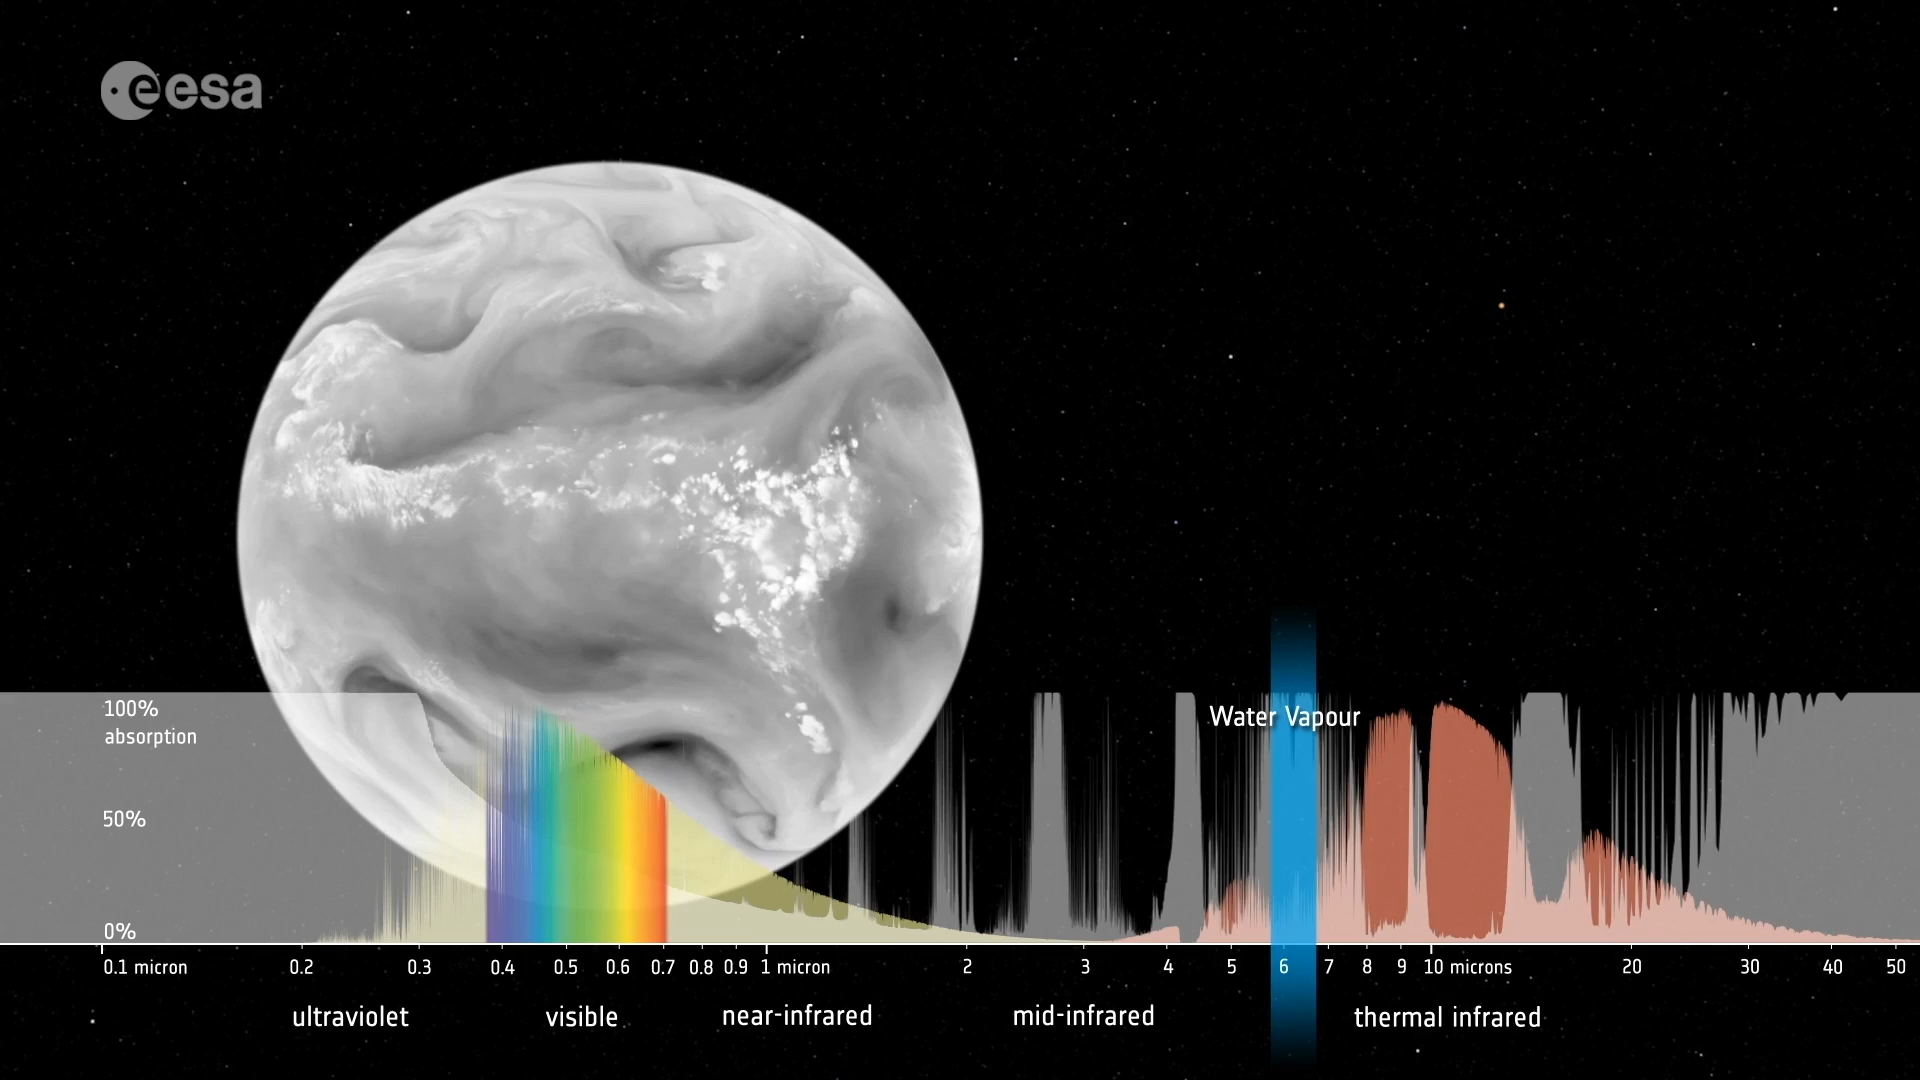 eesa
100%
absorption
Water Vapour
50%
0%
0.1 micron 0.2 0.3 0.4 0.5 0.6 0.7 0.8 0.9 1 micron 2 3 4 5 6 7 8 9 10 microns 20 30 40 50
ultraviolet visible near-infrared mid-infrared thermal infrared